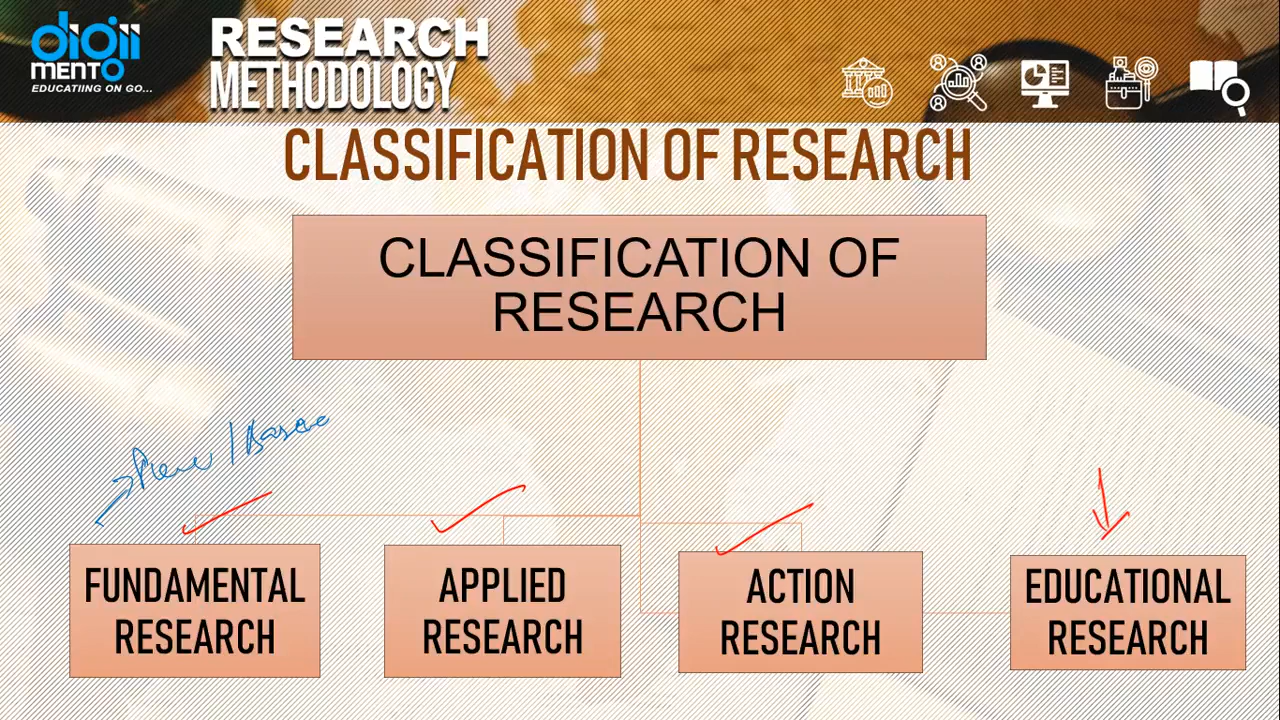 digii
MENTO
EDUCATIING ON GO...
RESEARCH
METHODOLOGY
CLASSIFICATION OF RESEARCH
CLASSIFICATION OF
RESEARCH
/Basic
FUNDAMENTAL
RESEARCH
APPLIED
RESEARCH
ACTION
RESEARCH
EDUCATIONAL
RESEARCH